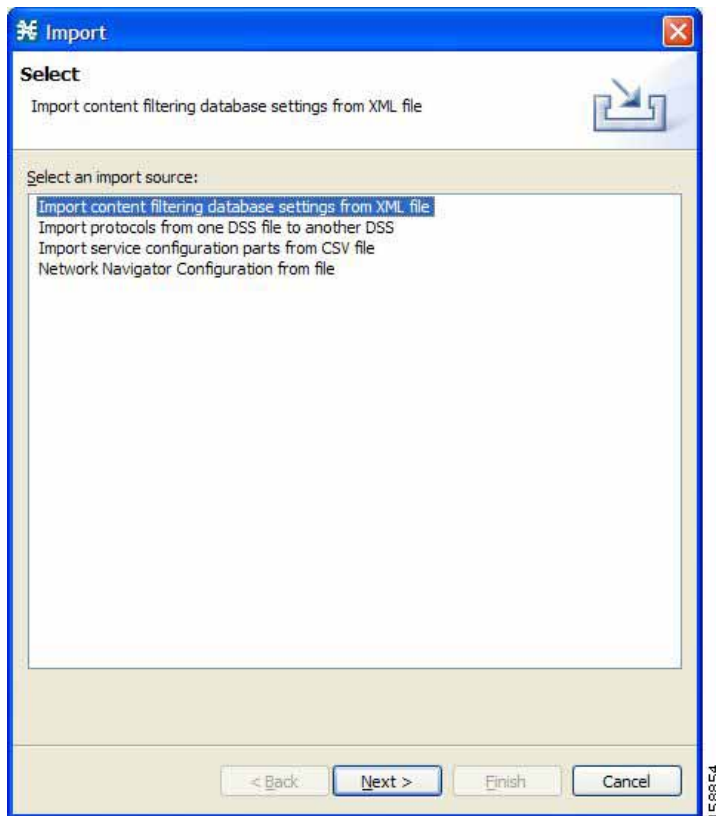 Import
Select
Import content filtering database settings from XML file
Select an import source:
Import content filtering database settings from XML file
Import protocols from one DSS file to another DSS
Import service configuration parts from CSV file
Network Navigator Configuration from file
< Back
Next >
Finish
Cancel
158854